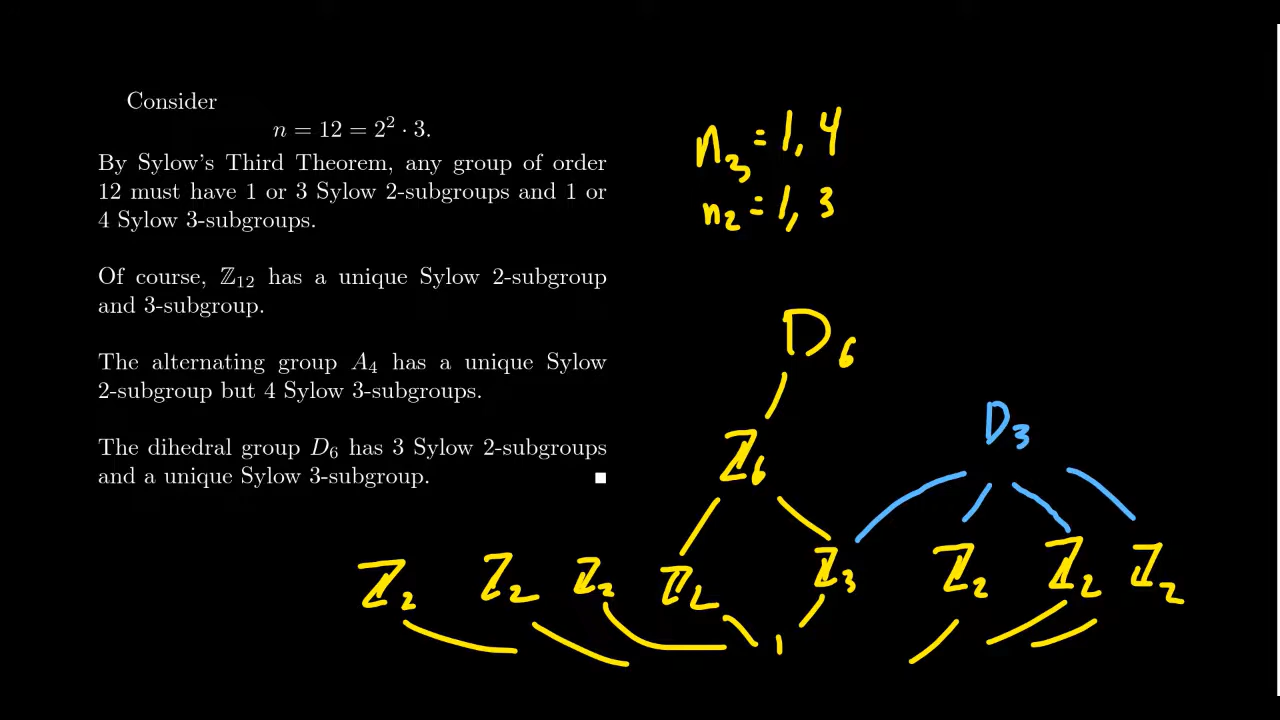 Consider
n = 12 = 2² · 3.
By Sylow's Third Theorem, any group of order
12 must have 1 or 3 Sylow 2-subgroups and 1 or
4 Sylow 3-subgroups.
Of course, ℤ₁₂ has a unique Sylow 2-subgroup
and 3-subgroup.
The alternating group A₄ has a unique Sylow
2-subgroup but 4 Sylow 3-subgroups.
The dihedral group D₆ has 3 Sylow 2-subgroups
and a unique Sylow 3-subgroup. ■
n₃ = 1, 4
n₂ = 1, 3
D₆
D₃
ℤ₆
ℤ₂ ℤ₂ ℤ₂ ℤ₂ ℤ₃ ℤ₂ ℤ₂ ℤ₂
1